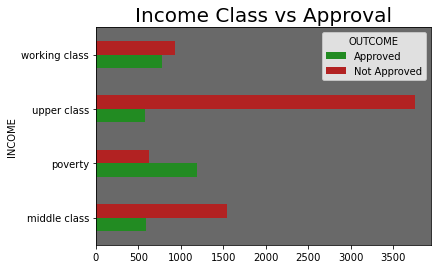 Income Class vs Approval
OUTCOME
Approved
Not Approved
INCOME
working class
upper class
poverty
middle class
0 500 1000 1500 2000 2500 3000 3500